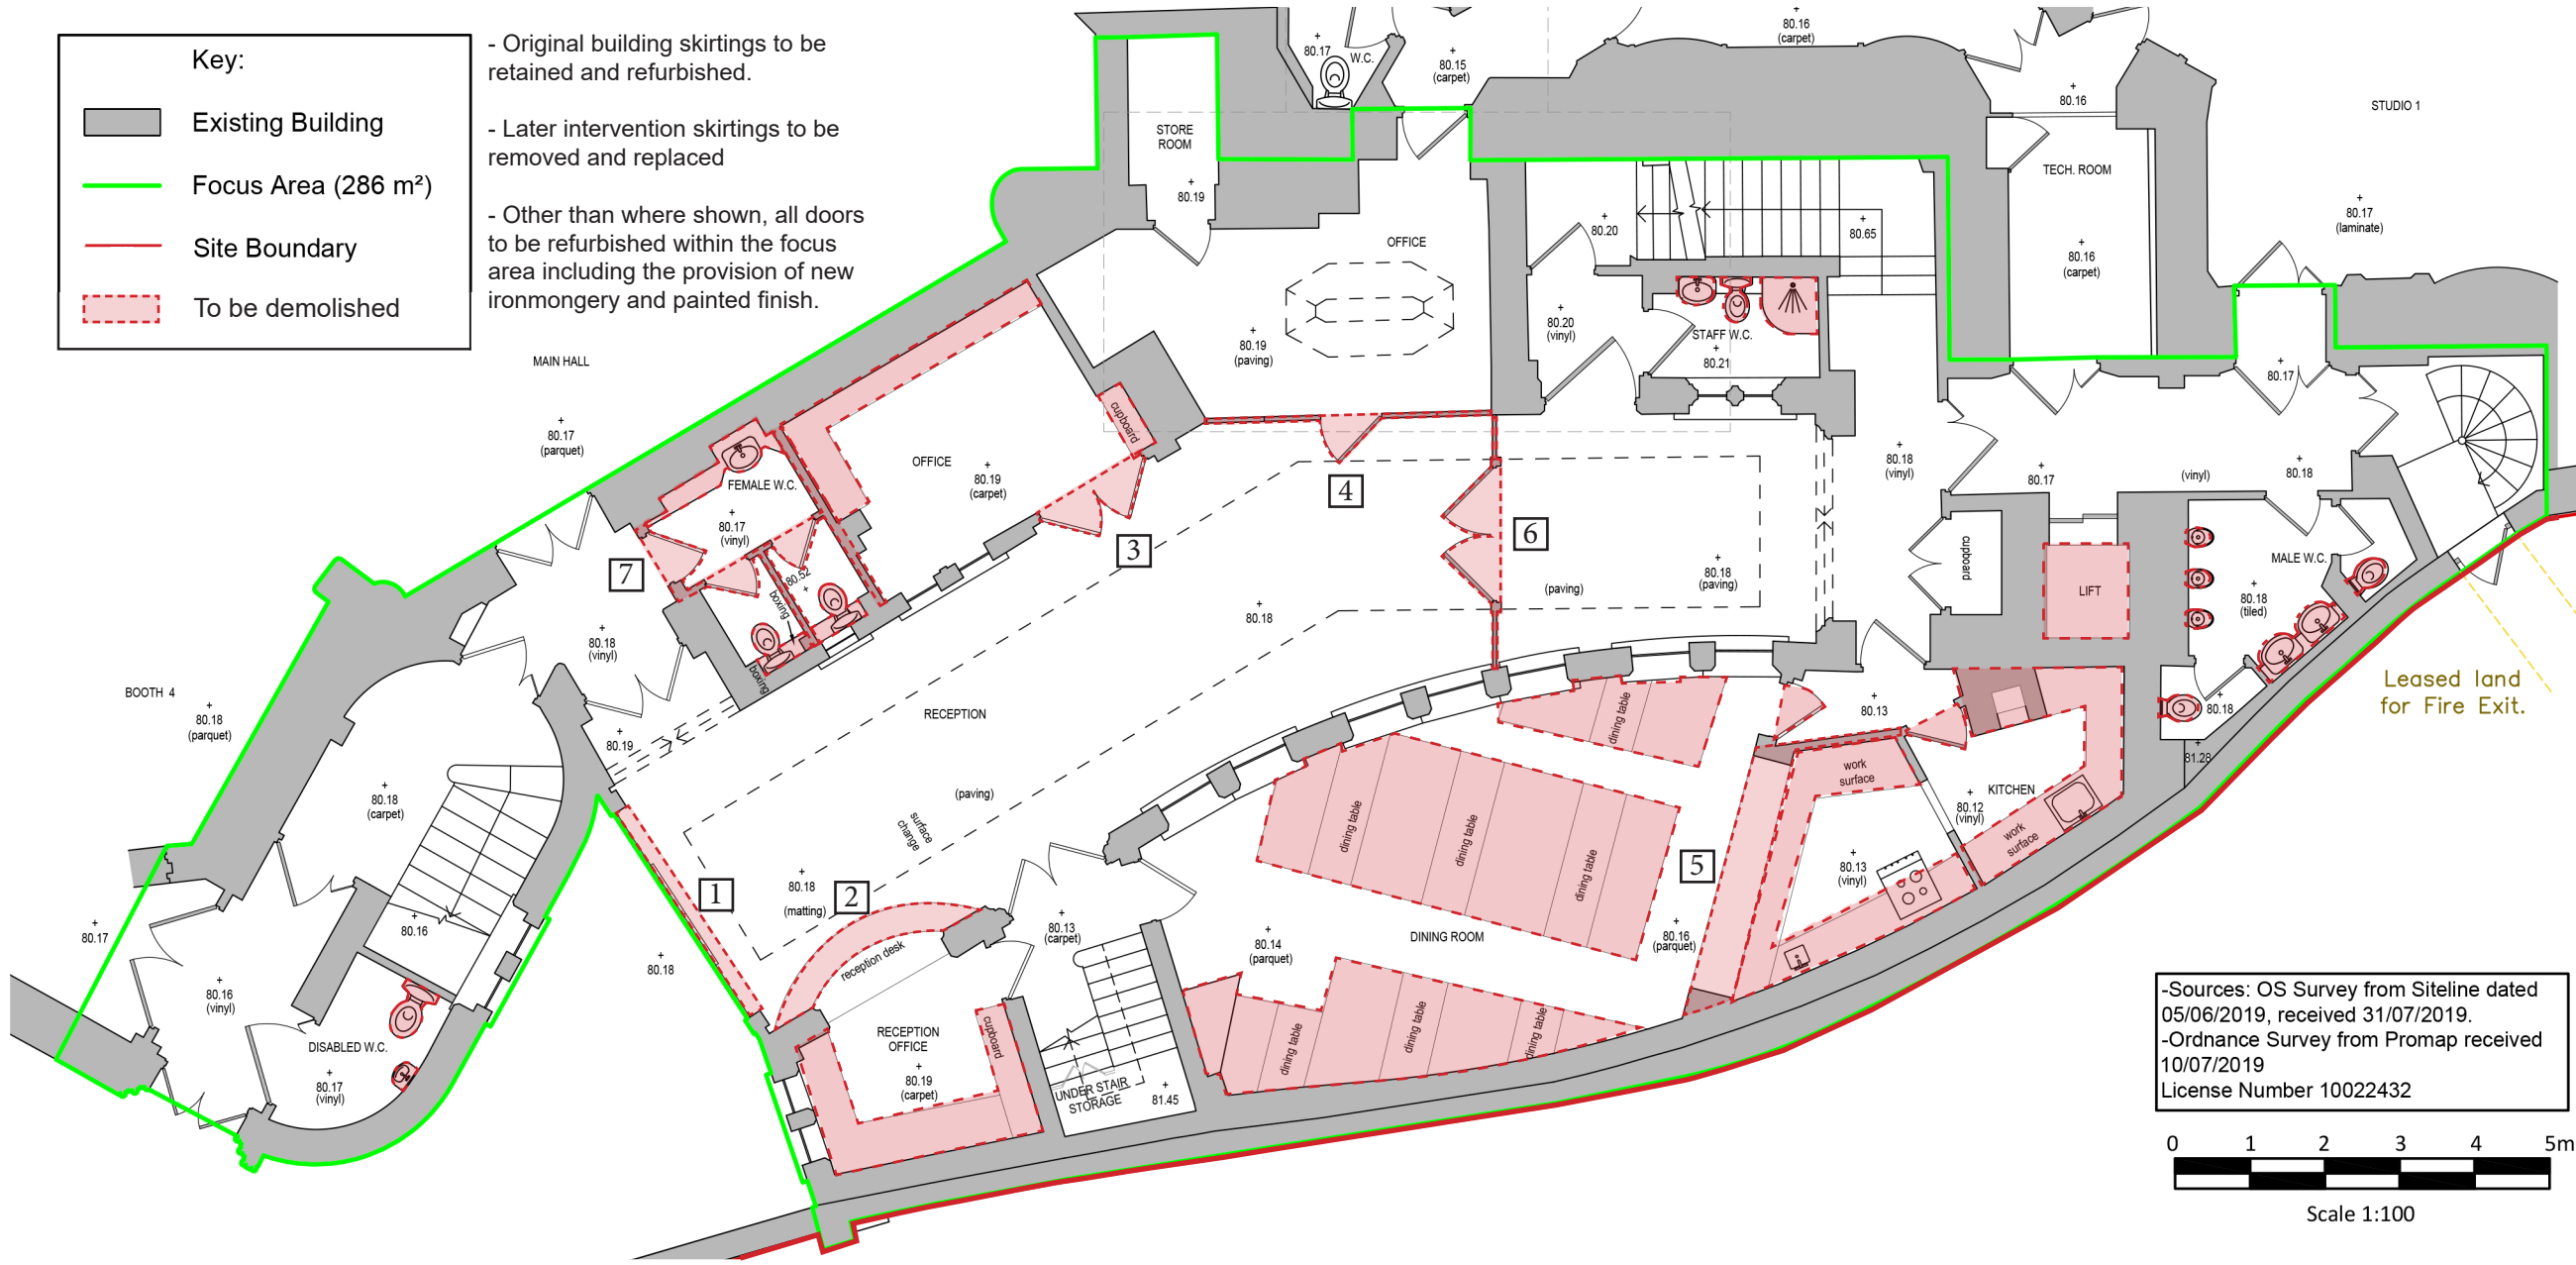 Key:
Existing Building
Focus Area (286 m²)
Site Boundary
To be demolished
- Original building skirtings to be
retained and refurbished.
- Later intervention skirtings to be
removed and replaced
- Other than where shown, all doors
to be refurbished within the focus
area including the provision of new
ironmongery and painted finish.
80.17
W.C.
80.15
(carpet)
80.16
(carpet)
80.16
STUDIO 1
STORE
ROOM
80.19
TECH. ROOM
80.16
(carpet)
80.17
(laminate)
OFFICE
80.19
(paving)
80.20
80.65
80.20
(vinyl)
STAFF W.C.
80.21
MAIN HALL
80.17
(parquet)
cupboard
OFFICE
80.19
(carpet)
FEMALE W.C.
80.17
(vinyl)
80.52
boxing
boxing
7
3
4
6
80.18
80.18
(paving)
(paving)
80.18
(vinyl)
80.17
80.17
(vinyl)
80.18
cupboard
LIFT
MALE W.C.
80.18
(tiled)
80.18
81.28
Leased land
for Fire Exit.
80.18
(vinyl)
80.19
BOOTH 4
80.18
(parquet)
80.18
(carpet)
80.16
80.17
80.16
(vinyl)
DISABLED W.C.
80.17
(vinyl)
RECEPTION
(paving)
surface
change
1
80.18
(matting)
2
80.18
reception desk
RECEPTION
OFFICE
80.19
(carpet)
cupboard
80.13
(carpet)
UNDER STAIR
STORAGE
81.45
80.14
(parquet)
DINING ROOM
dining table
dining table
dining table
dining table
dining table
dining table
dining table
5
80.16
(parquet)
80.13
work
surface
KITCHEN
80.12
(vinyl)
work
surface
80.13
(vinyl)
-Sources: OS Survey from Siteline dated
05/06/2019, received 31/07/2019.
-Ordnance Survey from Promap received
10/07/2019
License Number 10022432
0 1 2 3 4 5m
Scale 1:100